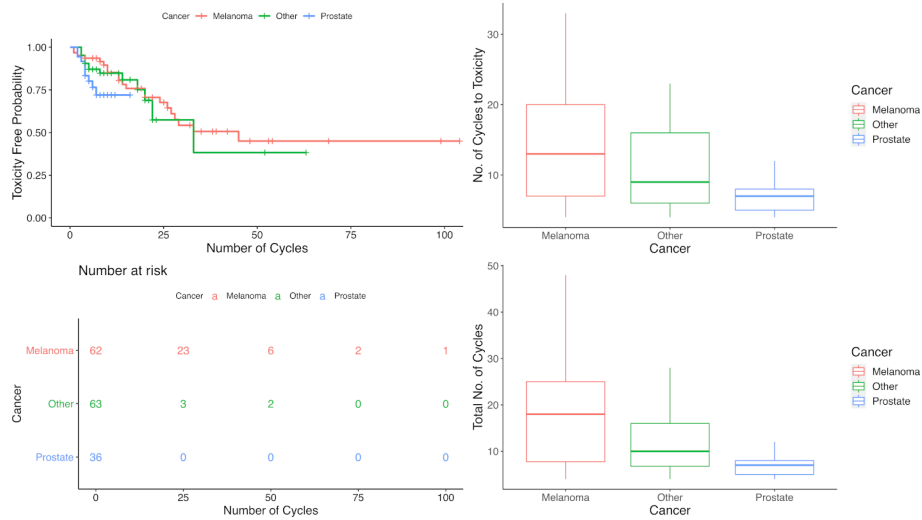 Cancer Melanoma Other Prostate
Toxicity Free Probability
1.00
0.75
0.50
0.25
0.00
0 25 50 75 100
Number of Cycles
No. of Cycles to Toxicity
30
20
10
Melanoma Other Prostate
Cancer
Cancer
Melanoma
Other
Prostate
Number at risk
Cancer a Melanoma a Other a Prostate
Cancer
Melanoma 62 23 6 2 1
Other 63 3 2 0 0
Prostate 36 0 0 0 0
0 25 50 75 100
Number of Cycles
Total No. of Cycles
50
40
30
20
10
Melanoma Other Prostate
Cancer
Cancer
Melanoma
Other
Prostate